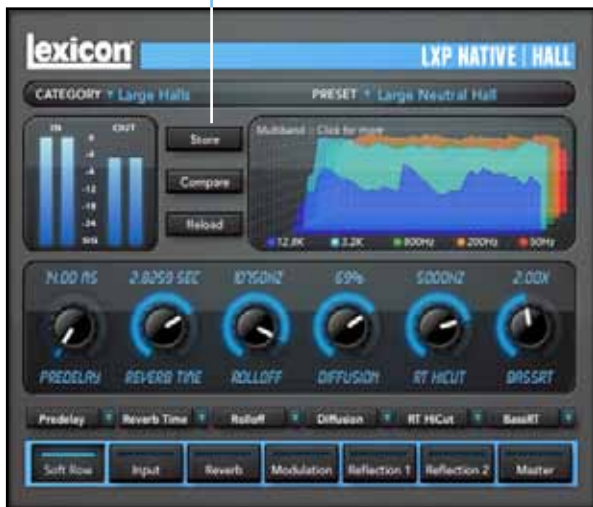 lexicon
LXP NATIVE | HALL
CATEGORY Large Halls PRESET Large Neutral Hall
IN OUT
0
-4
-6
-12
-18
-24
SIG
Store
Compare
Reload
Multiband : Click for more
12.8K 3.2K 800Hz 200Hz 50Hz
14.00 MS 2.8259 SEC 10750HZ 69% 5000HZ 2.00X
PREDELAY REVERB TIME ROLLOFF DIFFUSION RT HICUT BASSRT
Predelay Reverb Time Rolloff Diffusion RT HiCut BassRT
Soft Row Input Reverb Modulation Reflection 1 Reflection 2 Master